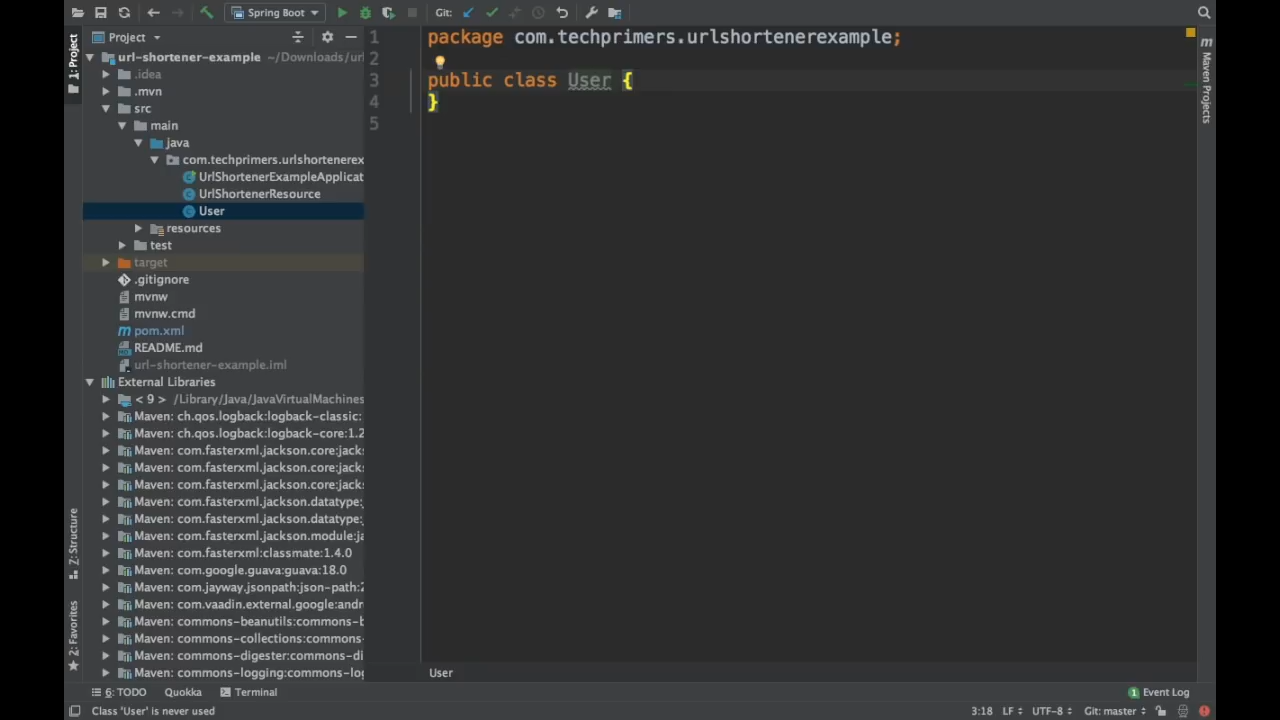 Spring Boot
Git:
1: Project
Project
url-shortener-example ~/Downloads/url
.idea
.mvn
src
main
java
com.techprimers.urlshortenerex
UrlShortenerExampleApplicat
UrlShortenerResource
User
resources
test
target
.gitignore
mvnw
mvnw.cmd
pom.xml
README.md
url-shortener-example.iml
External Libraries
< 9 > /Library/Java/JavaVirtualMachines
Maven: ch.qos.logback:logback-classic:
Maven: ch.qos.logback:logback-core:1.2
Maven: com.fasterxml.jackson.core:jacks
Maven: com.fasterxml.jackson.core:jacks
Maven: com.fasterxml.jackson.core:jacks
Maven: com.fasterxml.jackson.datatype:j
Maven: com.fasterxml.jackson.datatype:j
Maven: com.fasterxml.jackson.module:ja
Maven: com.fasterxml:classmate:1.4.0
Maven: com.google.guava:guava:18.0
Maven: com.jayway.jsonpath:json-path:2
Maven: com.vaadin.external.google:andr
Maven: commons-beanutils:commons-b
Maven: commons-collections:commons-
Maven: commons-digester:commons-di
Maven: commons-logging:commons-log
Z: Structure
2: Favorites
1 package com.techprimers.urlshortenerexample;
2
3 public class User {
4 }
5
Maven Projects
User
6: TODO Quokka Terminal
1 Event Log
Class 'User' is never used
3:18 LF UTF-8 Git: master